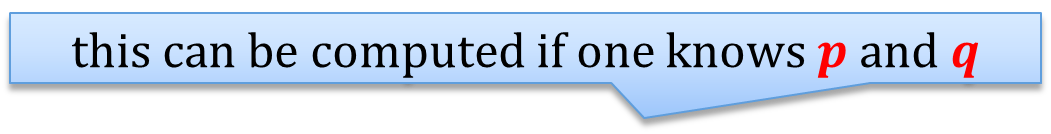 this can be computed if one knows p and q